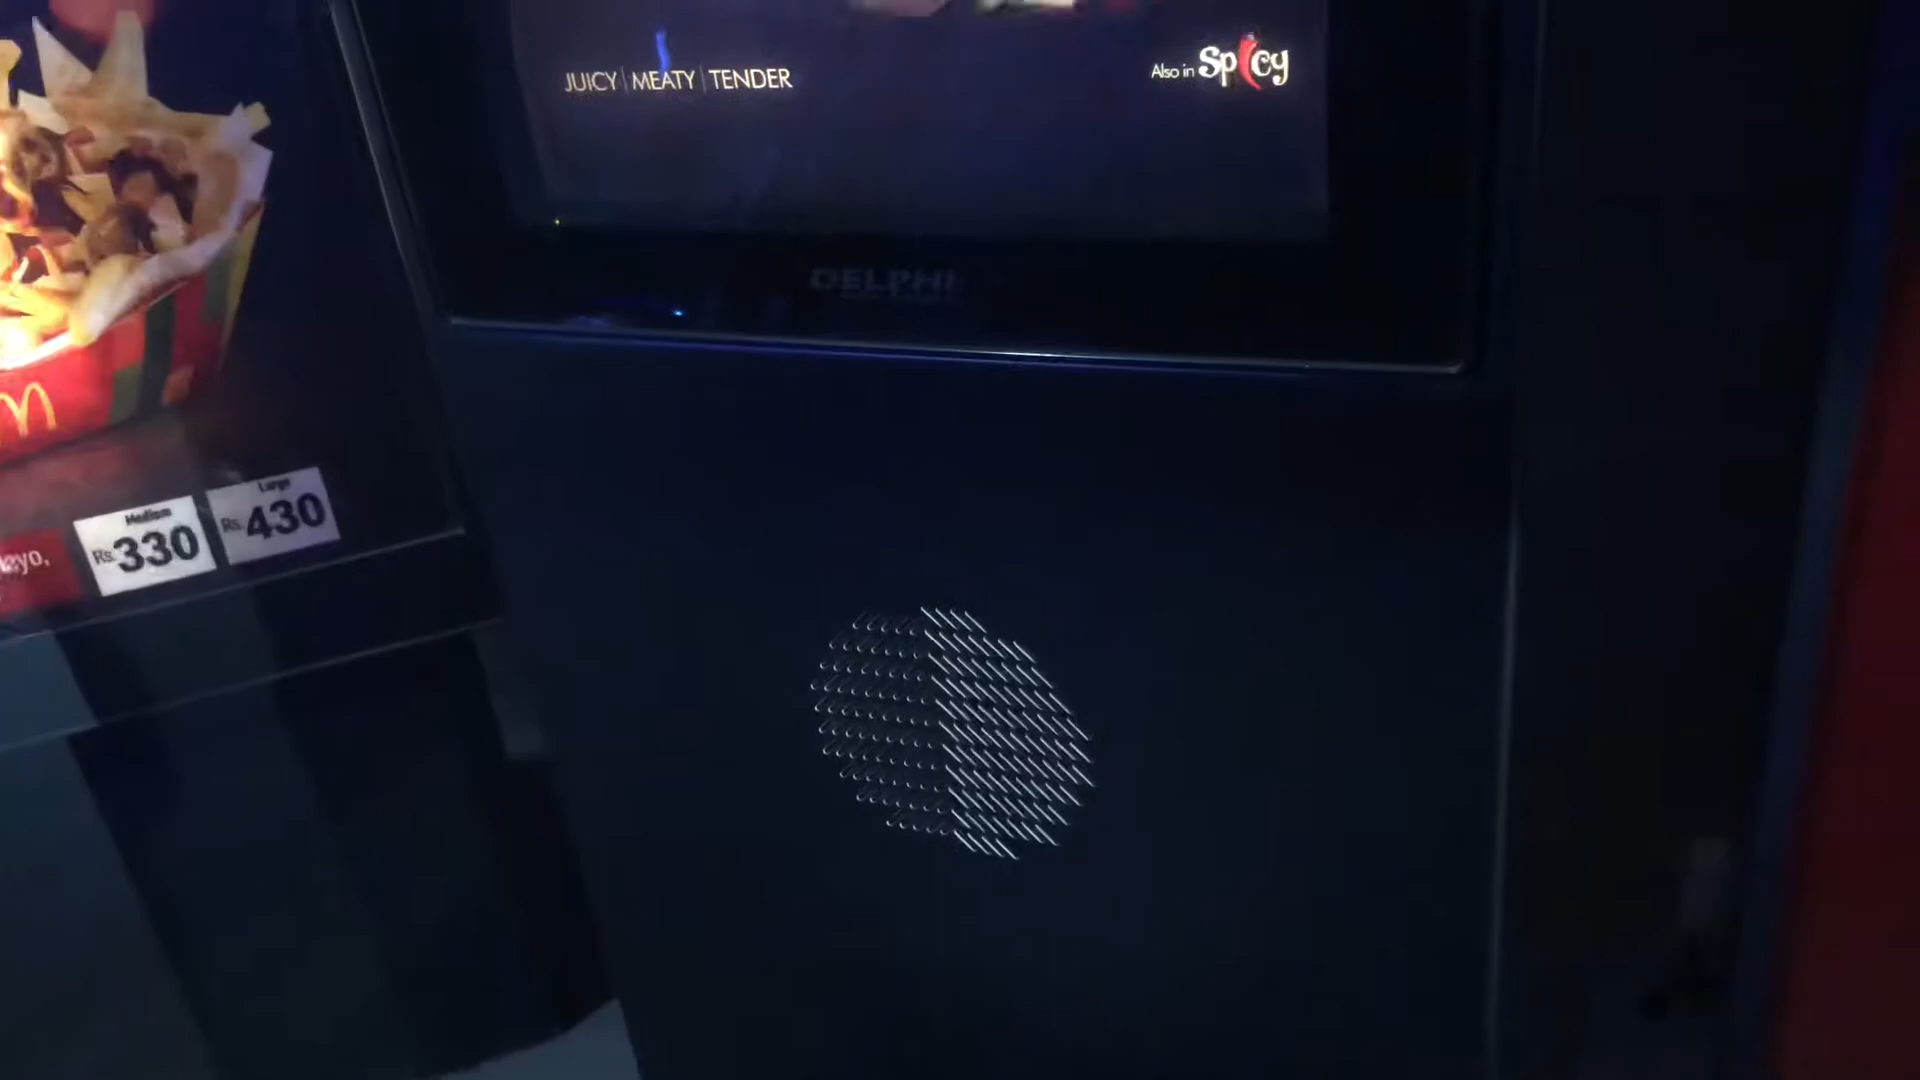 JUICY | MEATY | TENDER
Also in Spicy
DELPHI
Medium
Rs.330
Large
Rs.430